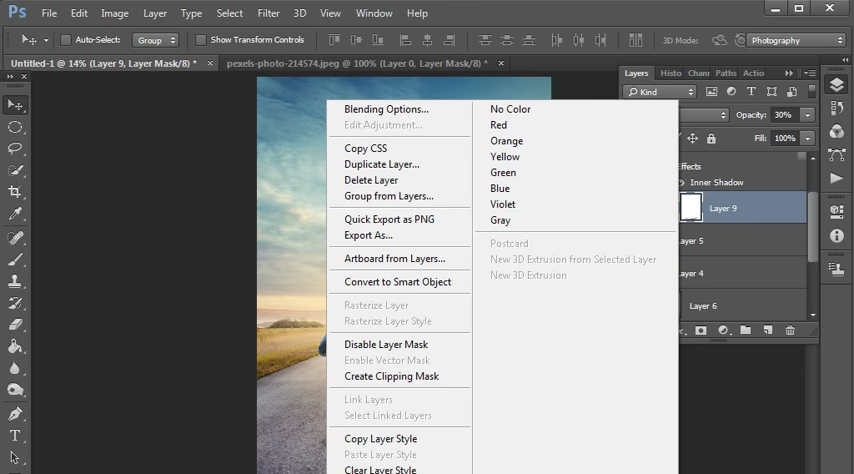 Ps File Edit Image Layer Type Select Filter 3D View Window Help
Auto-Select: Group Show Transform Controls 3D Mode: Photography
Untitled-1 @ 14% (Layer 9, Layer Mask/8) * × pexels-photo-214574.jpeg @ 100% (Layer 0, Layer Mask/8) * ×
Layers Histo Chann Paths Actio
Kind
Opacity: 30%
Fill: 100%
Effects
Inner Shadow
Layer 9
ayer 5
ayer 4
Layer 6
Blending Options...
Edit Adjustment...
Copy CSS
Duplicate Layer...
Delete Layer
Group from Layers...
Quick Export as PNG
Export As...
Artboard from Layers...
Convert to Smart Object
Rasterize Layer
Rasterize Layer Style
Disable Layer Mask
Enable Vector Mask
Create Clipping Mask
Link Layers
Select Linked Layers
Copy Layer Style
Paste Layer Style
Clear Layer Style
No Color
Red
Orange
Yellow
Green
Blue
Violet
Gray
Postcard
New 3D Extrusion from Selected Layer
New 3D Extrusion